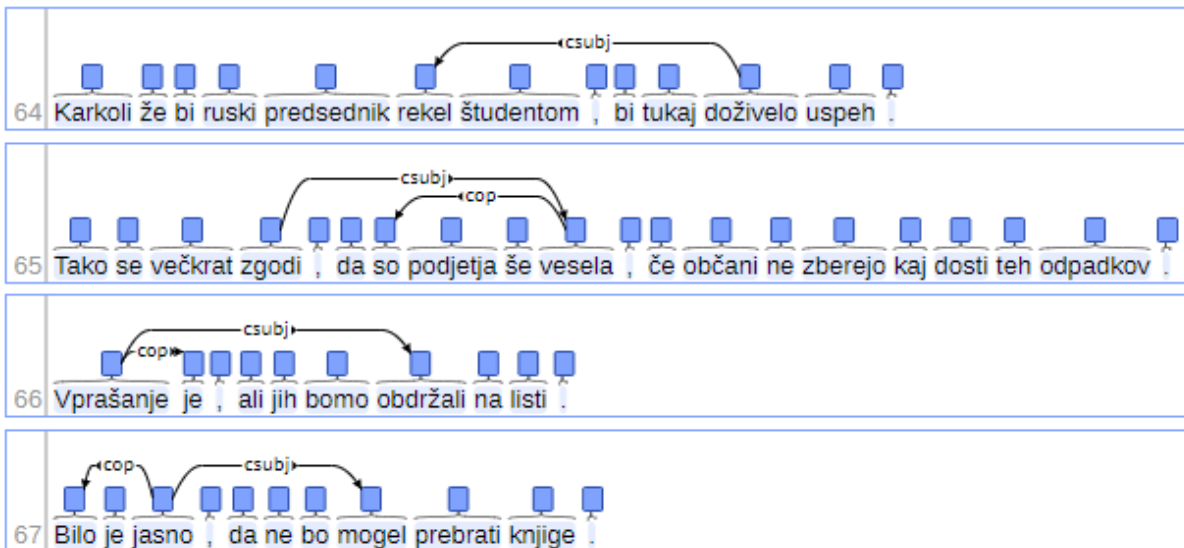 csubj
64 Karkoli že bi ruski predsednik rekel študentom , bi tukaj doživelo uspeh .
csubj
cop
65 Tako se večkrat zgodi , da so podjetja še vesela , če občani ne zberejo kaj dosti teh odpadkov .
csubj
cop
66 Vprašanje je , ali jih bomo obdržali na listi .
cop csubj
67 Bilo je jasno , da ne bo mogel prebrati knjige .